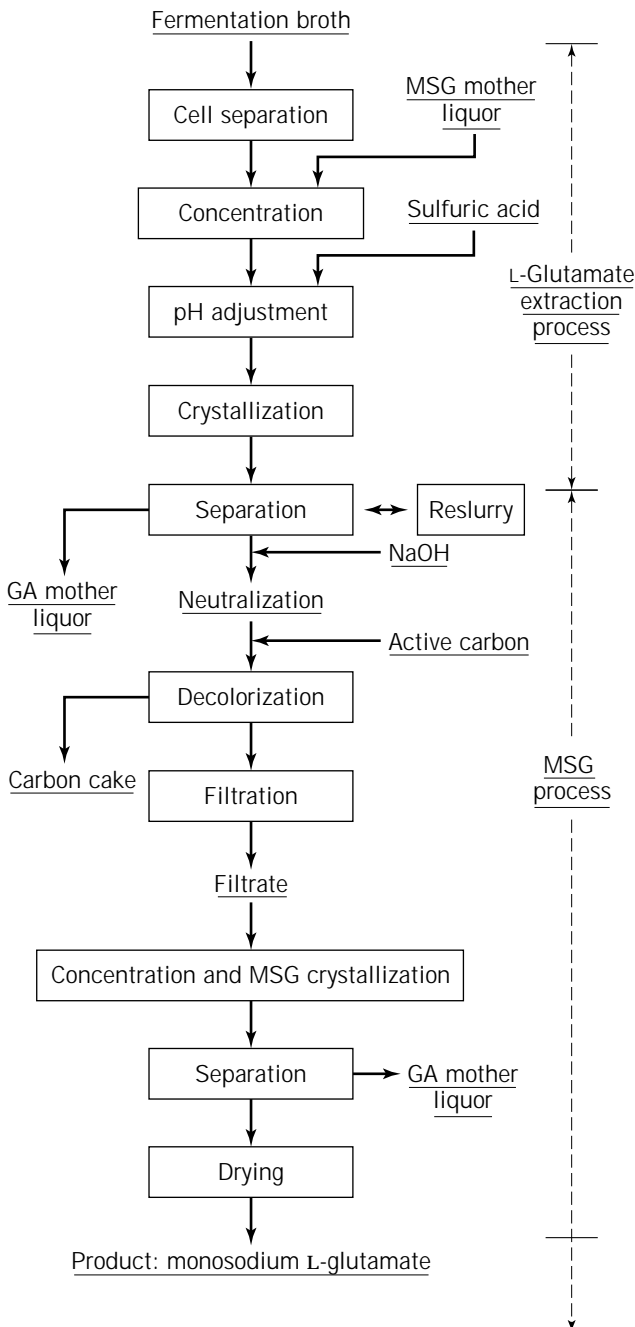 Fermentation broth
Cell separation
MSG mother
liquor
Concentration
Sulfuric acid
pH adjustment
L-Glutamate
extraction
process
Crystallization
Separation
Reslurry
NaOH
GA mother
liquor
Neutralization
Active carbon
Decolorization
Carbon cake
Filtration
MSG
process
Filtrate
Concentration and MSG crystallization
Separation
GA mother
liquor
Drying
Product: monosodium L-glutamate